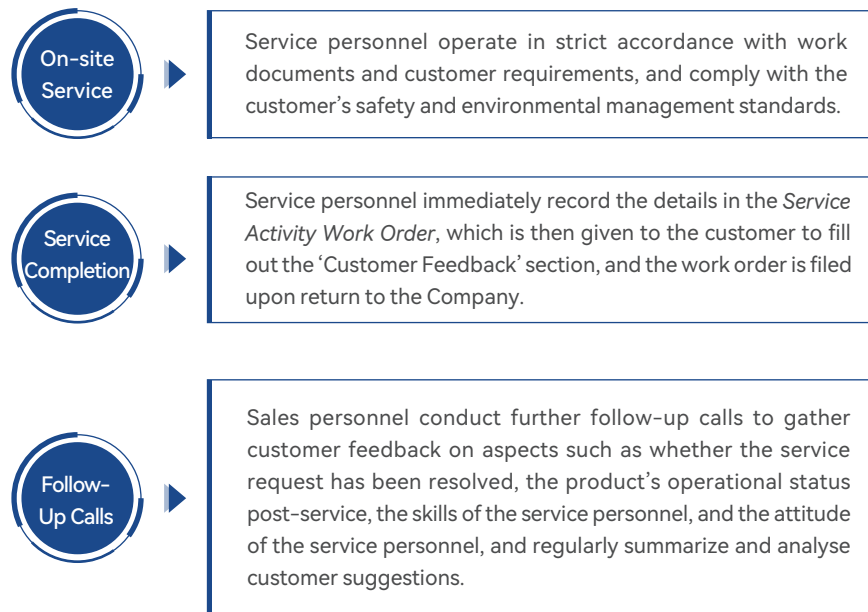 On-site
Service
Service personnel operate in strict accordance with work
documents and customer requirements, and comply with the
customer's safety and environmental management standards.
Service
Completion
Service personnel immediately record the details in the Service
Activity Work Order, which is then given to the customer to fill
out the ‘Customer Feedback’ section, and the work order is filed
upon return to the Company.
Follow-
Up Calls
Sales personnel conduct further follow-up calls to gather
customer feedback on aspects such as whether the service
request has been resolved, the product’s operational status
post-service, the skills of the service personnel, and the attitude
of the service personnel, and regularly summarize and analyse
customer suggestions.